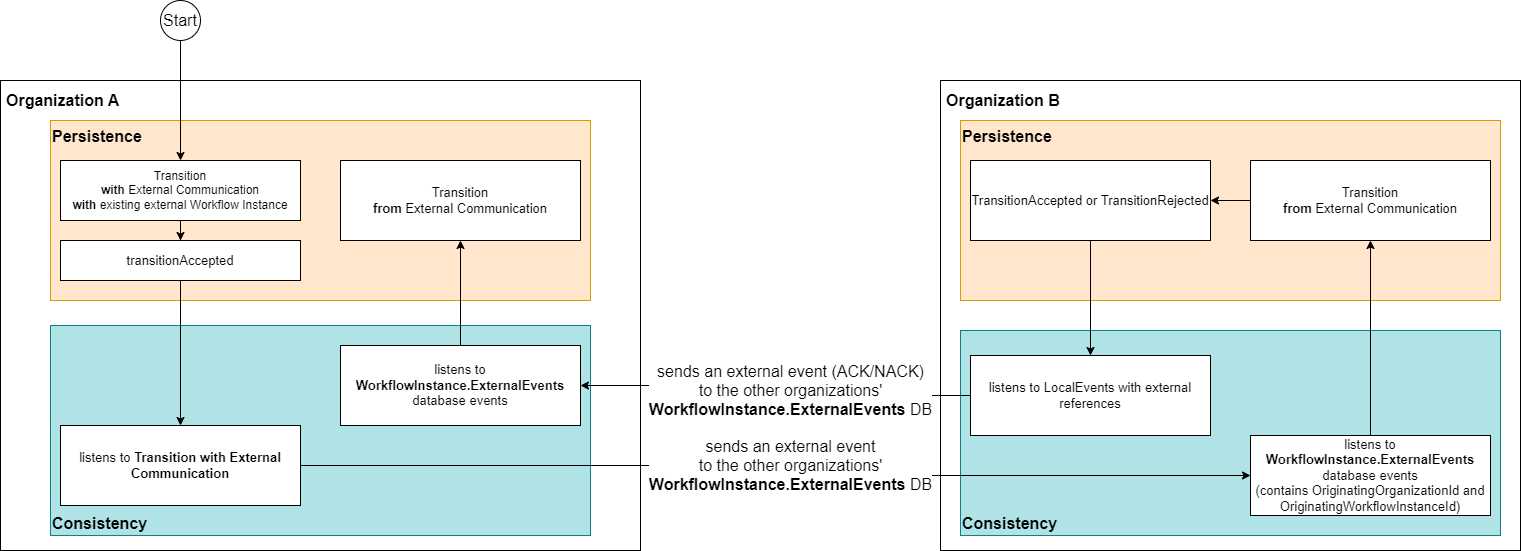 Start
Organization A
Persistence
Transition
with External Communication
with existing external Workflow Instance
transitionAccepted
Transition
from External Communication
listens to
WorkflowInstance.ExternalEvents
database events
listens to Transition with External
Communication
Consistency
sends an external event (ACK/NACK)
to the other organizations'
WorkflowInstance.ExternalEvents DB
sends an external event
to the other organizations'
WorkflowInstance.ExternalEvents DB
Organization B
Persistence
TransitionAccepted or TransitionRejected
Transition
from External Communication
listens to LocalEvents with external
references
listens to
WorkflowInstance.ExternalEvents
database events
(contains OriginatingOrganizationId and
OriginatingWorkflowInstanceId)
Consistency